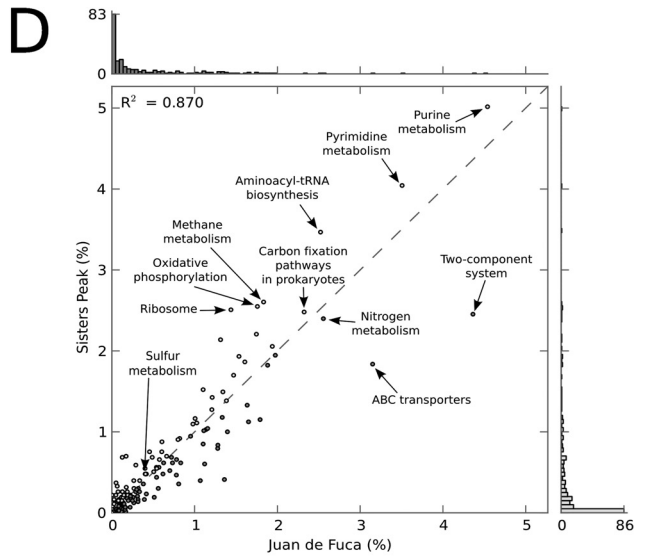 D
83
0
R² = 0.870
Purine
metabolism
Pyrimidine
metabolism
Aminoacyl-tRNA
biosynthesis
Methane
metabolism
Carbon fixation
pathways
in prokaryotes
Oxidative
phosphorylation
Two-component
system
Ribosome
Nitrogen
metabolism
Sulfur
metabolism
ABC transporters
5
4
3
2
1
0
Sisters Peak (%)
0 1 2 3 4 5
Juan de Fuca (%)
0 86